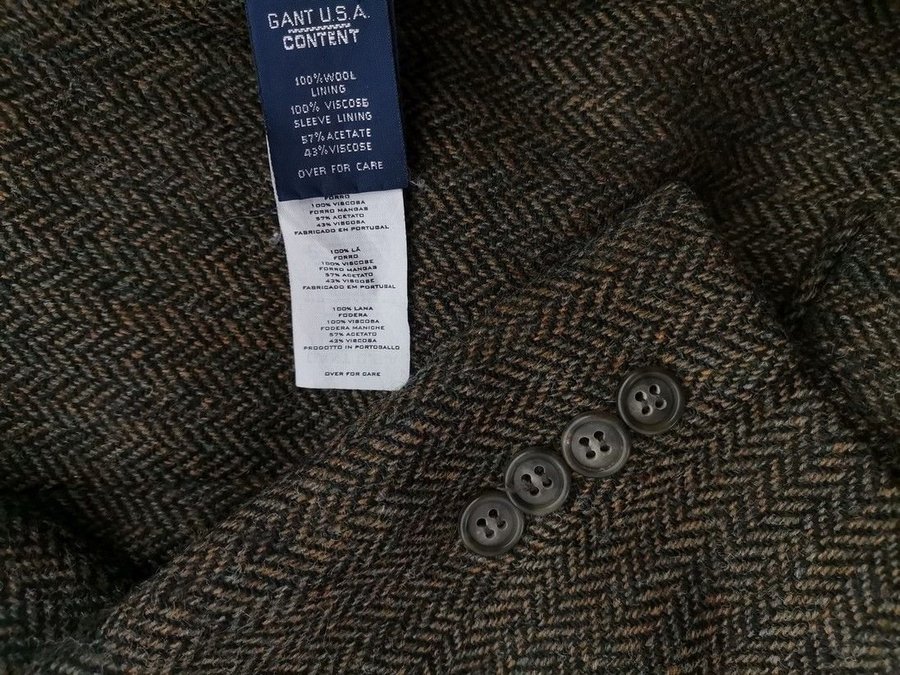 GANT U.S.A.
CONTENT
100% WOOL
LINING
100% VISCOSE
SLEEVE LINING
57% ACETATE
43% VISCOSE
OVER FOR CARE
FORRO
100% VISCOSA
FORRO MANGAS
57% ACETATO
43% VISCOSA
FABRICADO EN PORTUGAL
100% LÃ
FORRO
100% VISCOSE
FORRO MANGAS
57% ACETATO
43% VISCOSE
FABRICADO EM PORTUGAL
100% LANA
FODERA
100% VISCOSA
FODERA MANICHE
57% ACETATO
43% VISCOSA
PRODOTTO IN PORTOGALLO
OVER FOR CARE